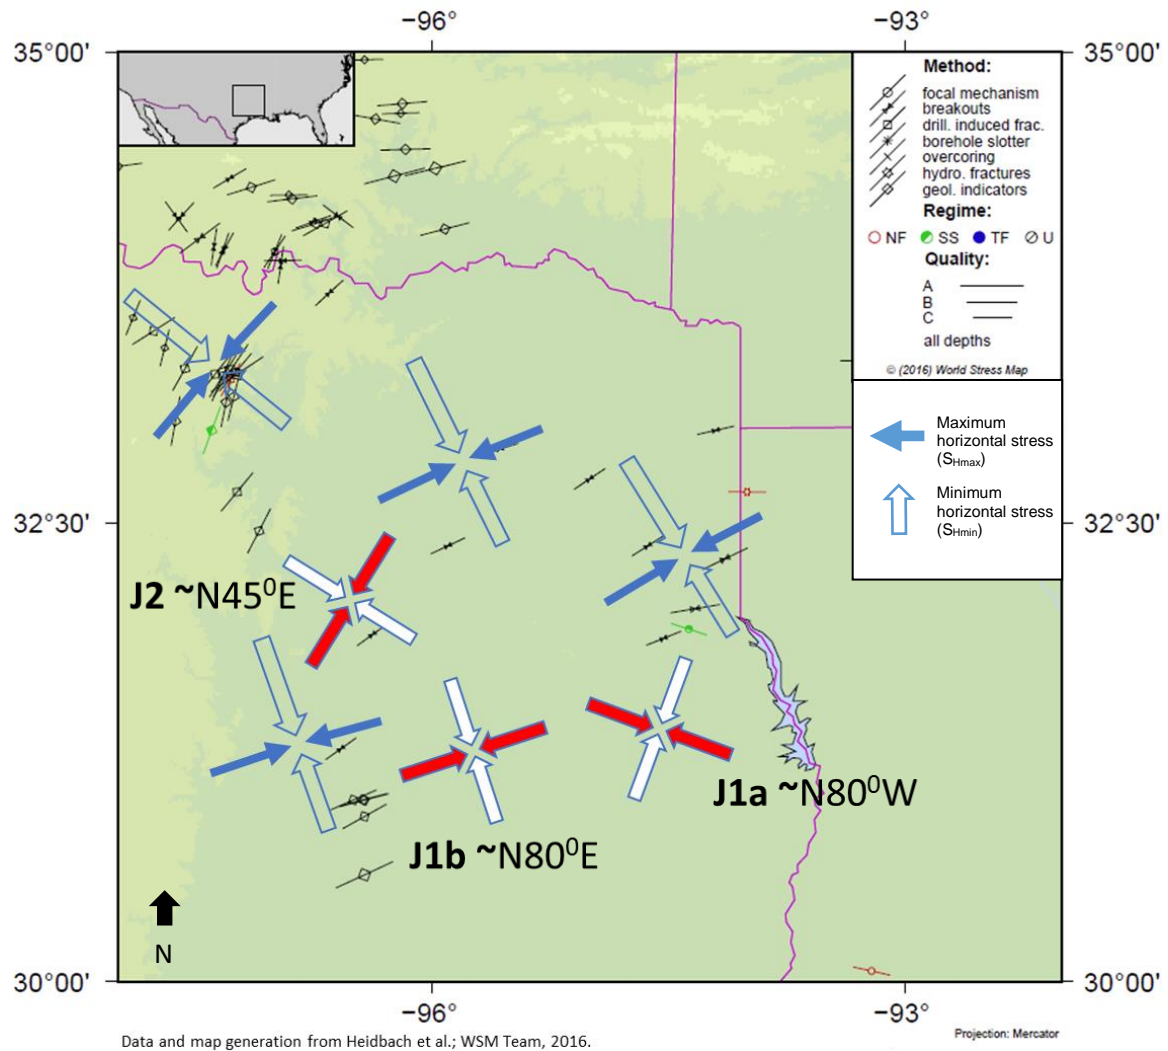 −96°
−93°
35°00'
35°00'
Method:
focal mechanism
breakouts
drill. induced frac.
borehole slotter
overcoring
hydro. fractures
geol. indicators
Regime:
NF SS TF U
Quality:
A
B
C
all depths
© (2016) World Stress Map
Maximum
horizontal stress
(SHmax)
Minimum
horizontal stress
(SHmin)
32°30'
32°30'
J2 ~N45⁰E
J1a ~N80⁰W
J1b ~N80⁰E
N
30°00'
30°00'
−96°
−93°
Projection: Mercator
Data and map generation from Heidbach et al.; WSM Team, 2016.